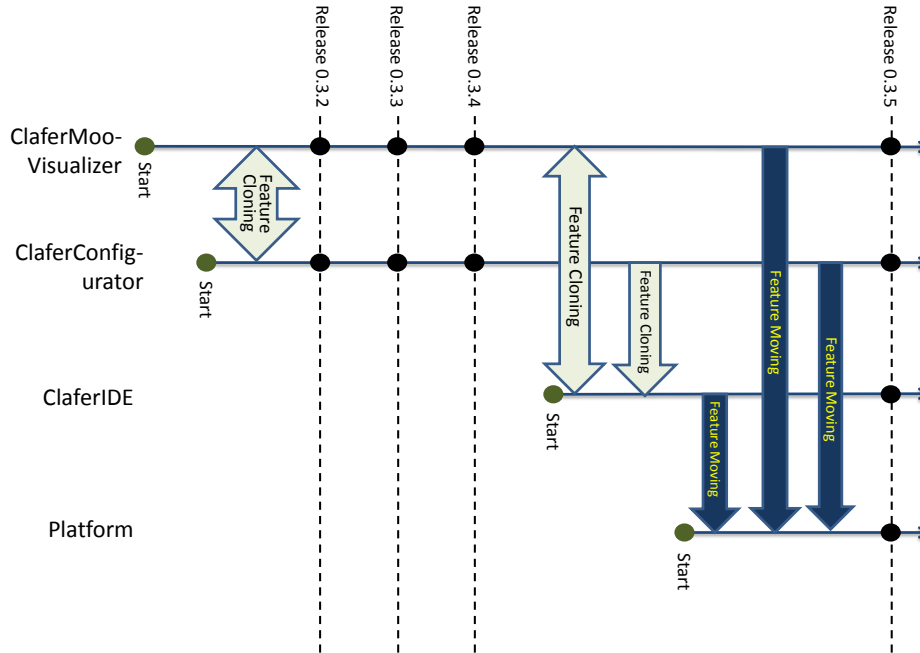 Release 0.3.2
Release 0.3.3
Release 0.3.4
Release 0.3.5
ClaferMoo-
Visualizer
Start
Feature
Cloning
ClaferConfig-
urator
Start
Feature Cloning
Feature Cloning
Feature Moving
Feature Moving
ClaferIDE
Start
Feature Moving
Platform
Start